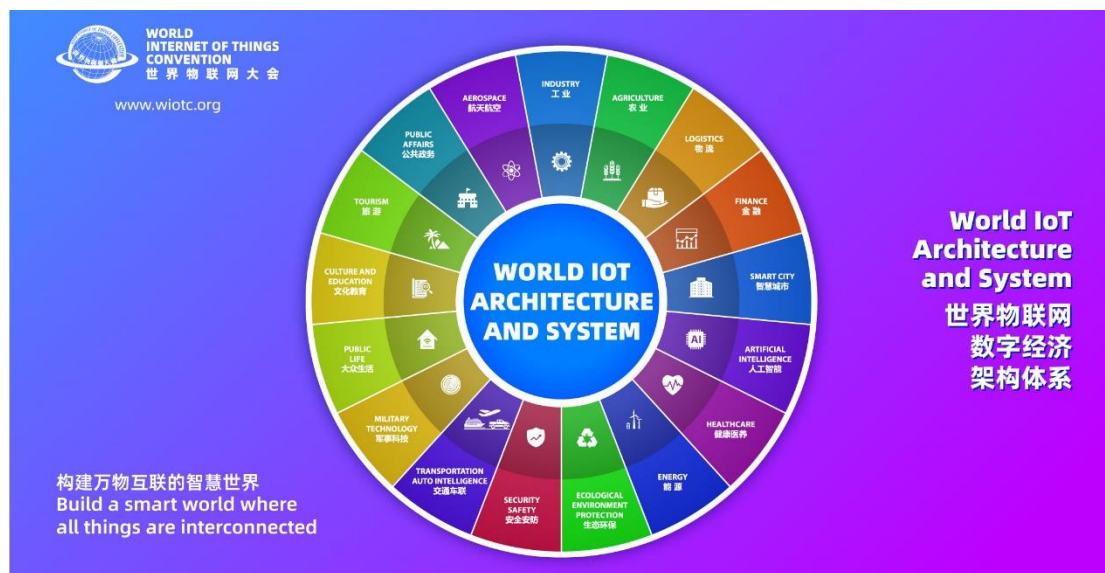 WORLD
INTERNET OF THINGS
CONVENTION
世界物联网大会
www.wiotc.org
INDUSTRY
工业
AGRICULTURE
农业
LOGISTICS
物流
FINANCE
金融
SMART CITY
智慧城市
ARTIFICIAL
INTELLIGENCE
人工智能
HEALTHCARE
健康医养
ENERGY
能源
ECOLOGICAL
ENVIRONMENT
PROTECTION
生态环保
SECURITY
SAFETY
安全安防
TRANSPORTATION
AUTO INTELLIGENCE
交通车联
MILITARY
TECHNOLOGY
军事科技
PUBLIC
LIFE
大众生活
CULTURE AND
EDUCATION
文化教育
TOURISM
旅游
PUBLIC
AFFAIRS
公共政务
AEROSPACE
航天航空
AI
WORLD IOT
ARCHITECTURE
AND SYSTEM
World IoT
Architecture
and System
世界物联网
数字经济
架构体系
构建万物互联的智慧世界
Build a smart world where
all things are interconnected